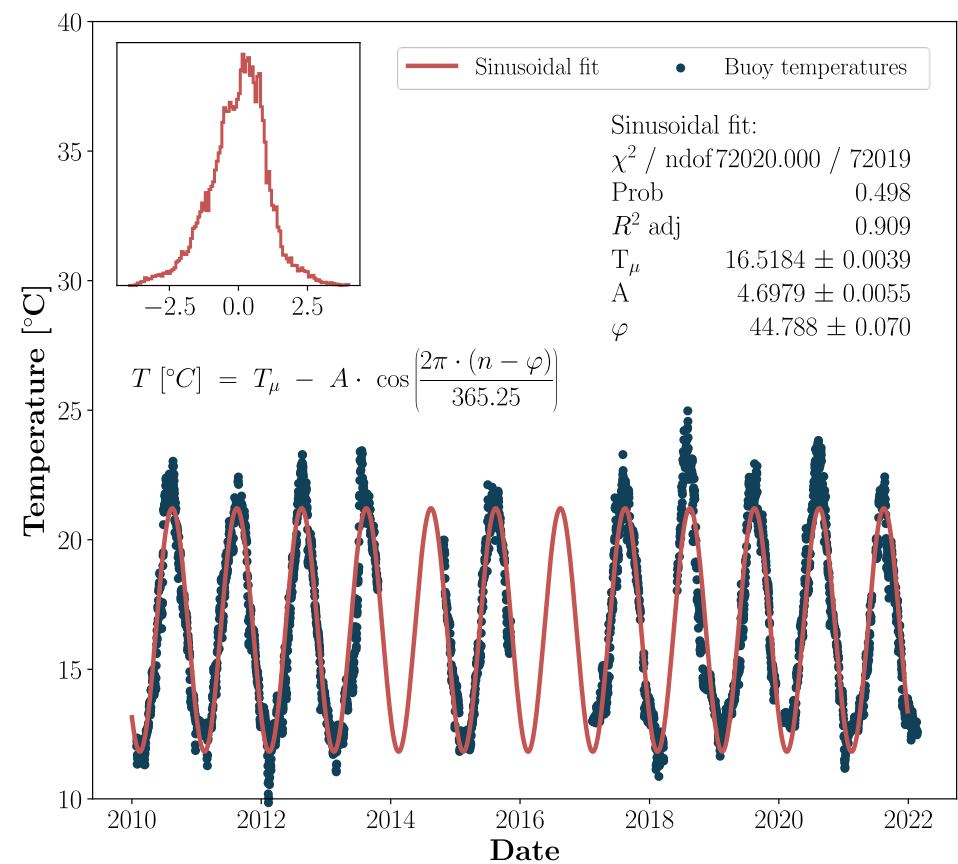 40
35
30
25
20
15
10
Temperature [°C]
−2.5 0.0 2.5
Sinusoidal fit Buoy temperatures
Sinusoidal fit:
χ² / ndof 72020.000 / 72019
Prob 0.498
R² adj 0.909
T_μ 16.5184 ± 0.0039
A 4.6979 ± 0.0055
φ 44.788 ± 0.070
T [°C] = T_μ − A · cos(2π · (n − φ) / 365.25)
2010 2012 2014 2016 2018 2020 2022
Date